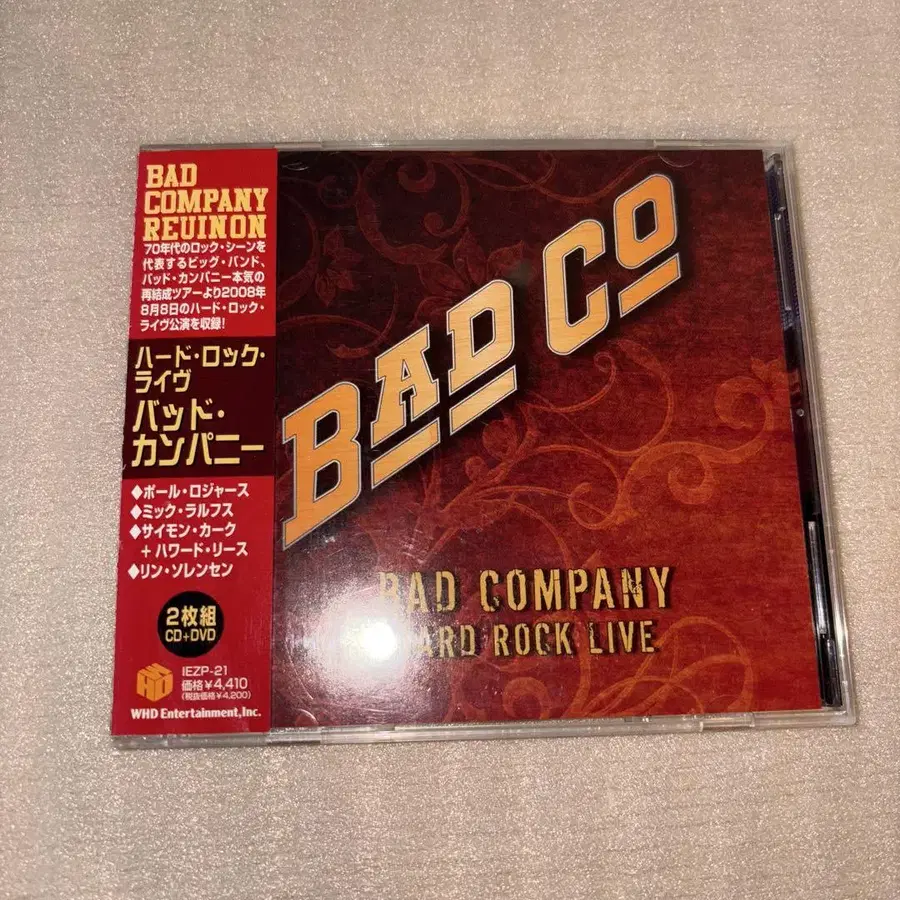 BAD
COMPANY
REUINON
70年代のロック・シーンを
代表するビッグ・バンド、
バッド・カンパニー本気の
再結成ツアーより2008年
8月8日のハード・ロック・
ライヴ公演を収録!
ハード・ロック・
ライヴ
バッド・
カンパニー
◆ポール・ロジャース
◆ミック・ラルフス
◆サイモン・カーク
+ ハワード・リース
◆リン・ソレンセン
2枚組
CD+DVD
IEZP-21
価格¥4,410
(税抜価格¥4,200)
WHD Entertainment, Inc.
BAD CO
BAD COMPANY
HARD ROCK LIVE